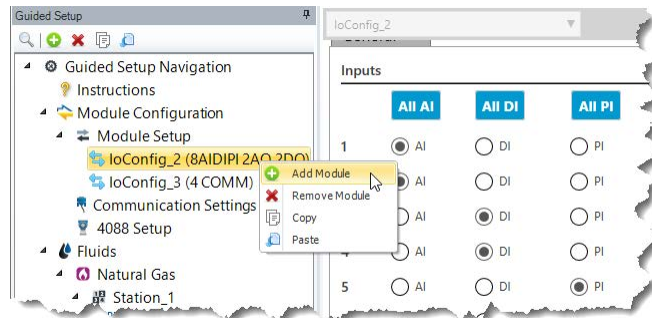 Guided Setup
Guided Setup Navigation
Instructions
Module Configuration
Module Setup
IoConfig_2 (8AIDIPI 2AO 2DO)
IoConfig_3 (4 COMM)
Communication Settings
4088 Setup
Fluids
Natural Gas
Station_1
Add Module
Remove Module
Copy
Paste
IoConfig_2
General
Inputs
All AI All DI All PI
1 AI DI PI
AI DI PI
AI DI PI
4 AI DI PI
5 AI DI PI